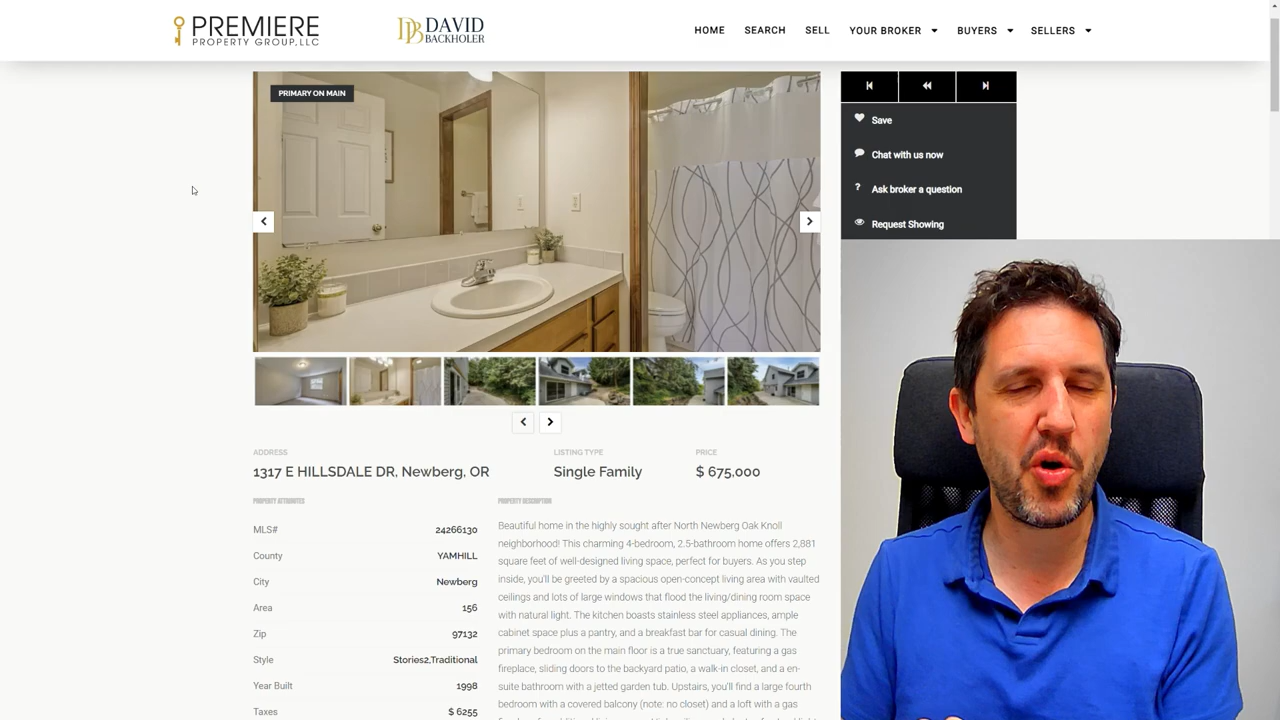 PREMIERE
PROPERTY GROUP, LLC
DB DAVID
BACKHOLER
HOME SEARCH SELL YOUR BROKER BUYERS SELLERS
PRIMARY ON MAIN
Save
Chat with us now
? Ask broker a question
Request Showing
ADDRESS
1317 E HILLSDALE DR, Newberg, OR
LISTING TYPE
Single Family
PRICE
$ 675,000
PROPERTY ATTRIBUTES
MLS# 24266130
County YAMHILL
City Newberg
Area 156
Zip 97132
Style Stories2,Traditional
Year Built 1998
Taxes $ 6255
PROPERTY DESCRIPTION
Beautiful home in the highly sought after North Newberg Oak Knoll
neighborhood! This charming 4-bedroom, 2.5-bathroom home offers 2,881
square feet of well-designed living space, perfect for buyers. As you step
inside, you'll be greeted by a spacious open-concept living area with vaulted
ceilings and lots of large windows that flood the living/dining room space
with natural light. The kitchen boasts stainless steel appliances, ample
cabinet space plus a pantry, and a breakfast bar for casual dining. The
primary bedroom on the main floor is a true sanctuary, featuring a gas
fireplace, sliding doors to the backyard patio, a walk-in closet, and a en-
suite bathroom with a jetted garden tub. Upstairs, you'll find a large fourth
bedroom with a covered balcony (note: no closet) and a loft with a gas